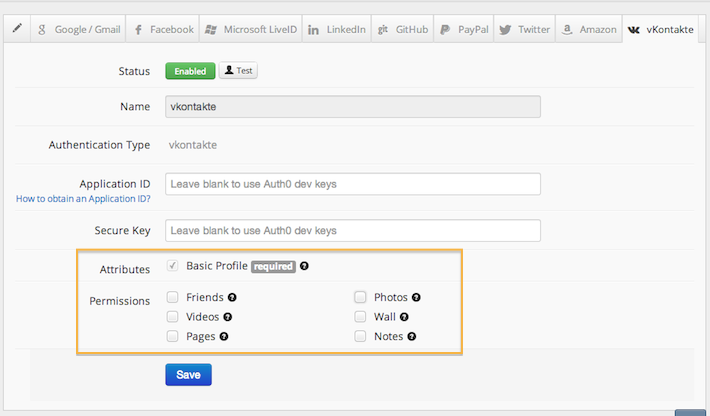 Google / Gmail Facebook Microsoft LiveID LinkedIn GitHub PayPal Twitter Amazon vKontakte
Status Enabled Test
Name vkontakte
Authentication Type vkontakte
Application ID Leave blank to use Auth0 dev keys
How to obtain an Application ID?
Secure Key Leave blank to use Auth0 dev keys
Attributes Basic Profile required
Permissions Friends Photos
Videos Wall
Pages Notes
Save